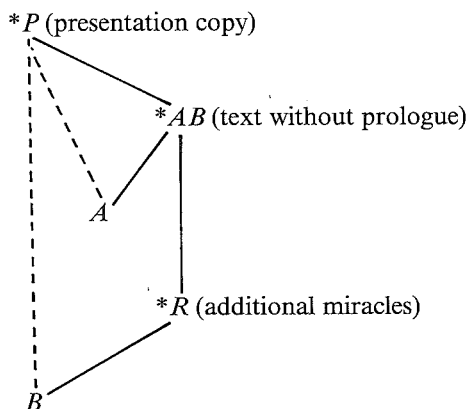 *P (presentation copy)
*AB (text without prologue)
A
*R (additional miracles)
B